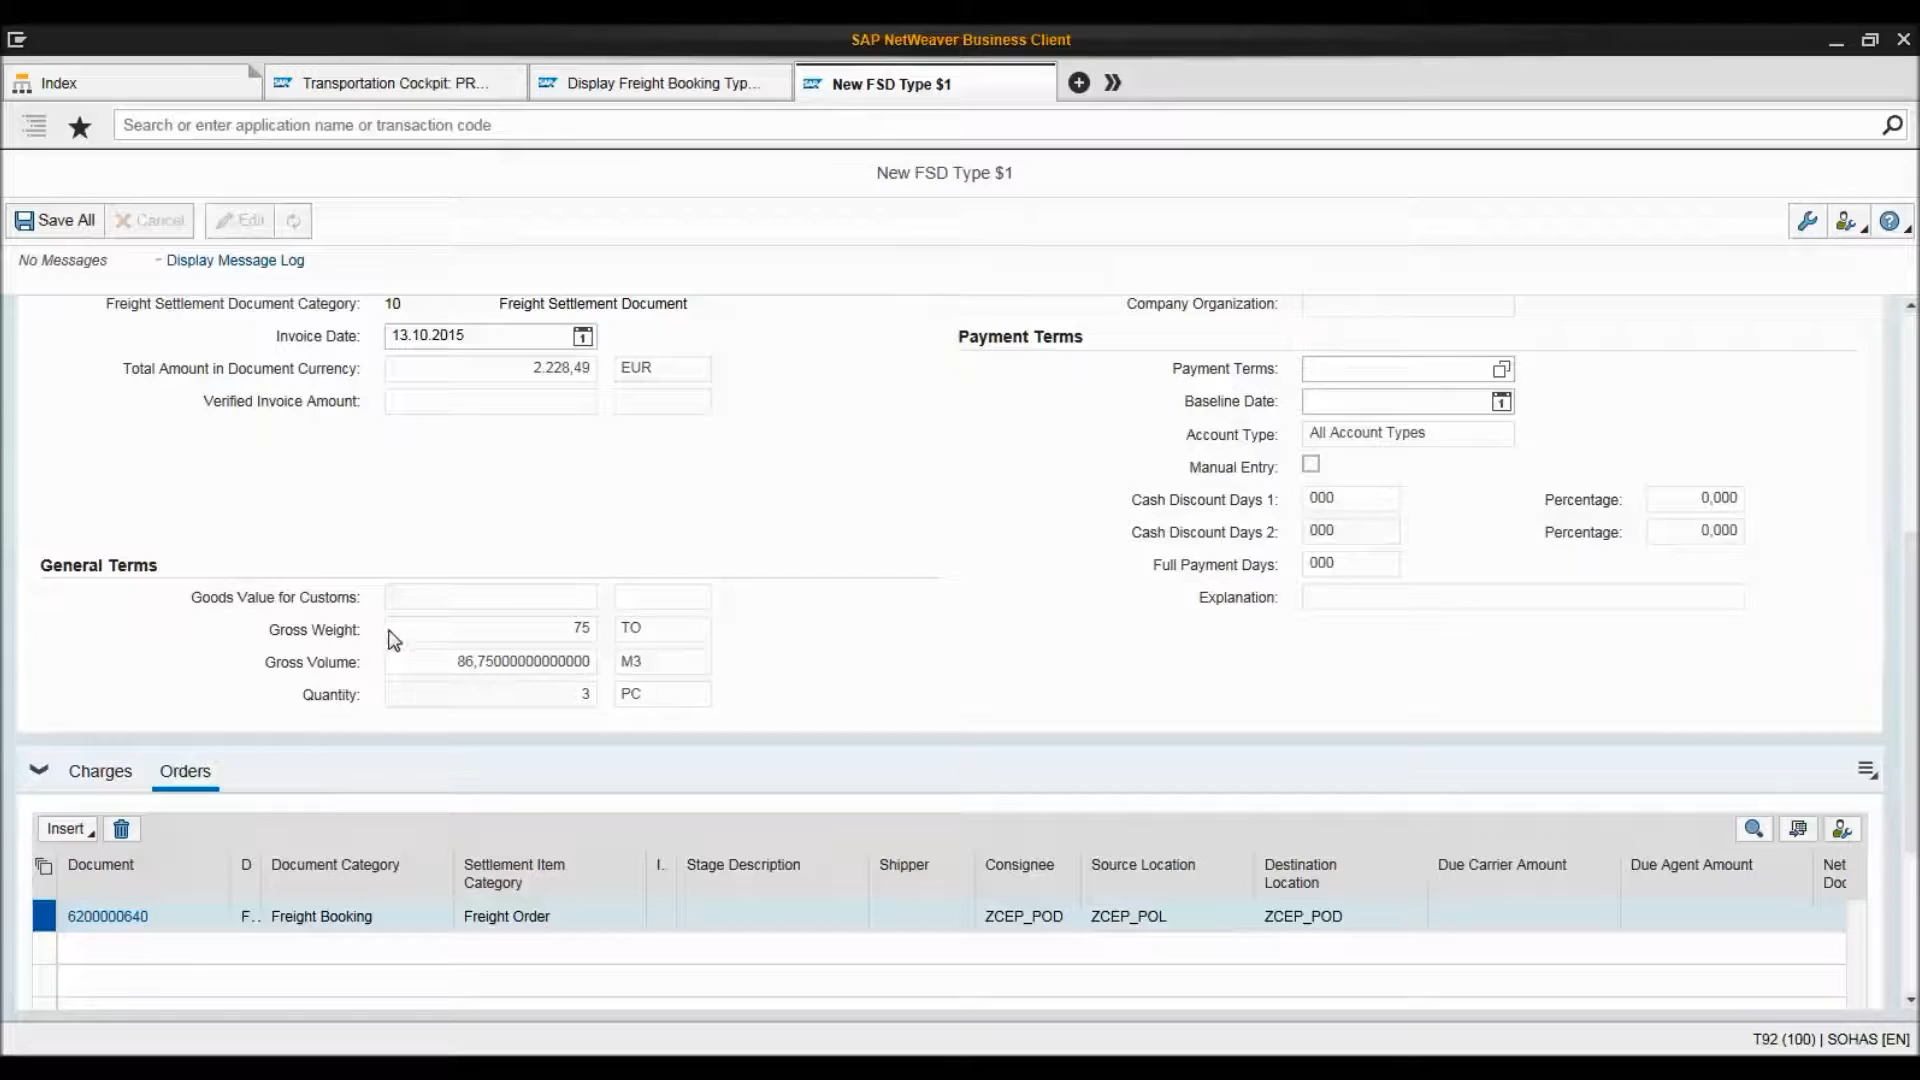 SAP NetWeaver Business Client
Index
Transportation Cockpit: PR...
Display Freight Booking Typ...
New FSD Type $1
Search or enter application name or transaction code
New FSD Type $1
Save All
Cancel
Edit
No Messages
- Display Message Log
Freight Settlement Document Category: 10 Freight Settlement Document
Invoice Date: 13.10.2015
Total Amount in Document Currency: 2.228,49 EUR
Verified Invoice Amount:
Company Organization:
Payment Terms
Payment Terms:
Baseline Date:
Account Type: All Account Types
Manual Entry:
Cash Discount Days 1: 000 Percentage: 0,000
Cash Discount Days 2: 000 Percentage: 0,000
Full Payment Days: 000
Explanation:
General Terms
Goods Value for Customs:
Gross Weight: 75 TO
Gross Volume: 86,75000000000000 M3
Quantity: 3 PC
Charges Orders
Insert
Document D Document Category Settlement Item Category I. Stage Description Shipper Consignee Source Location Destination Location Due Carrier Amount Due Agent Amount Net Doc
6200000640 F.. Freight Booking Freight Order ZCEP_POD ZCEP_POL ZCEP_POD
T92 (100) | SOHAS [EN]